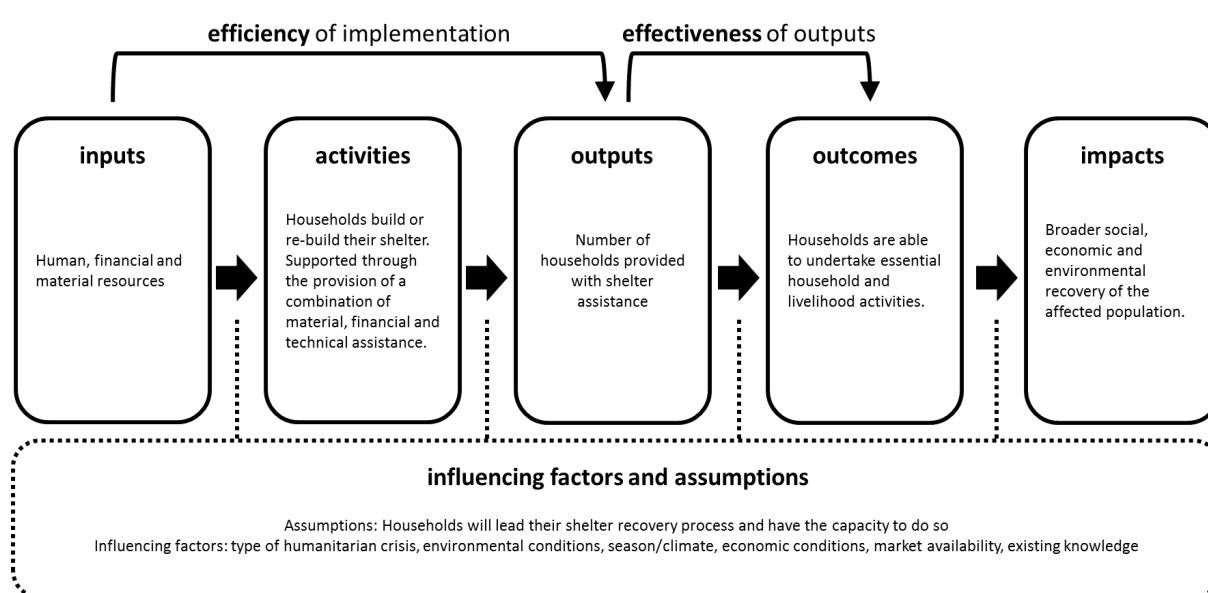 efficiency of implementation
effectiveness of outputs
inputs
Human, financial and
material resources
activities
Households build or
re-build their shelter.
Supported through
the provision of a
combination of
material, financial and
technical assistance.
outputs
Number of
households provided
with shelter
assistance
outcomes
Households are able
to undertake essential
household and
livelihood activities.
impacts
Broader social,
economic and
environmental
recovery of the
affected population.
influencing factors and assumptions
Assumptions: Households will lead their shelter recovery process and have the capacity to do so
Influencing factors: type of humanitarian crisis, environmental conditions, season/climate, economic conditions, market availability, existing knowledge